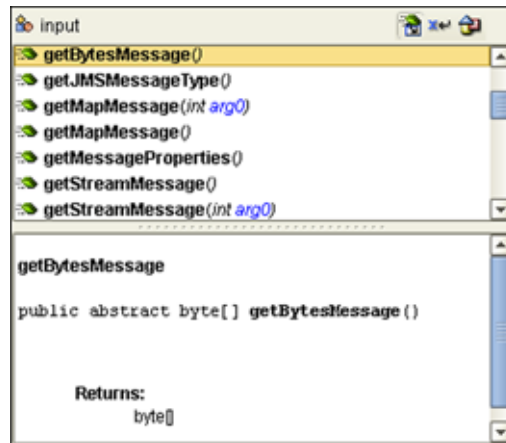 input
getBytesMessage()
getJMSMessageType()
getMapMessage(int arg0)
getMapMessage()
getMessageProperties()
getStreamMessage()
getStreamMessage(int arg0)
getBytesMessage
public abstract byte[] getBytesMessage()
Returns:
byte[]